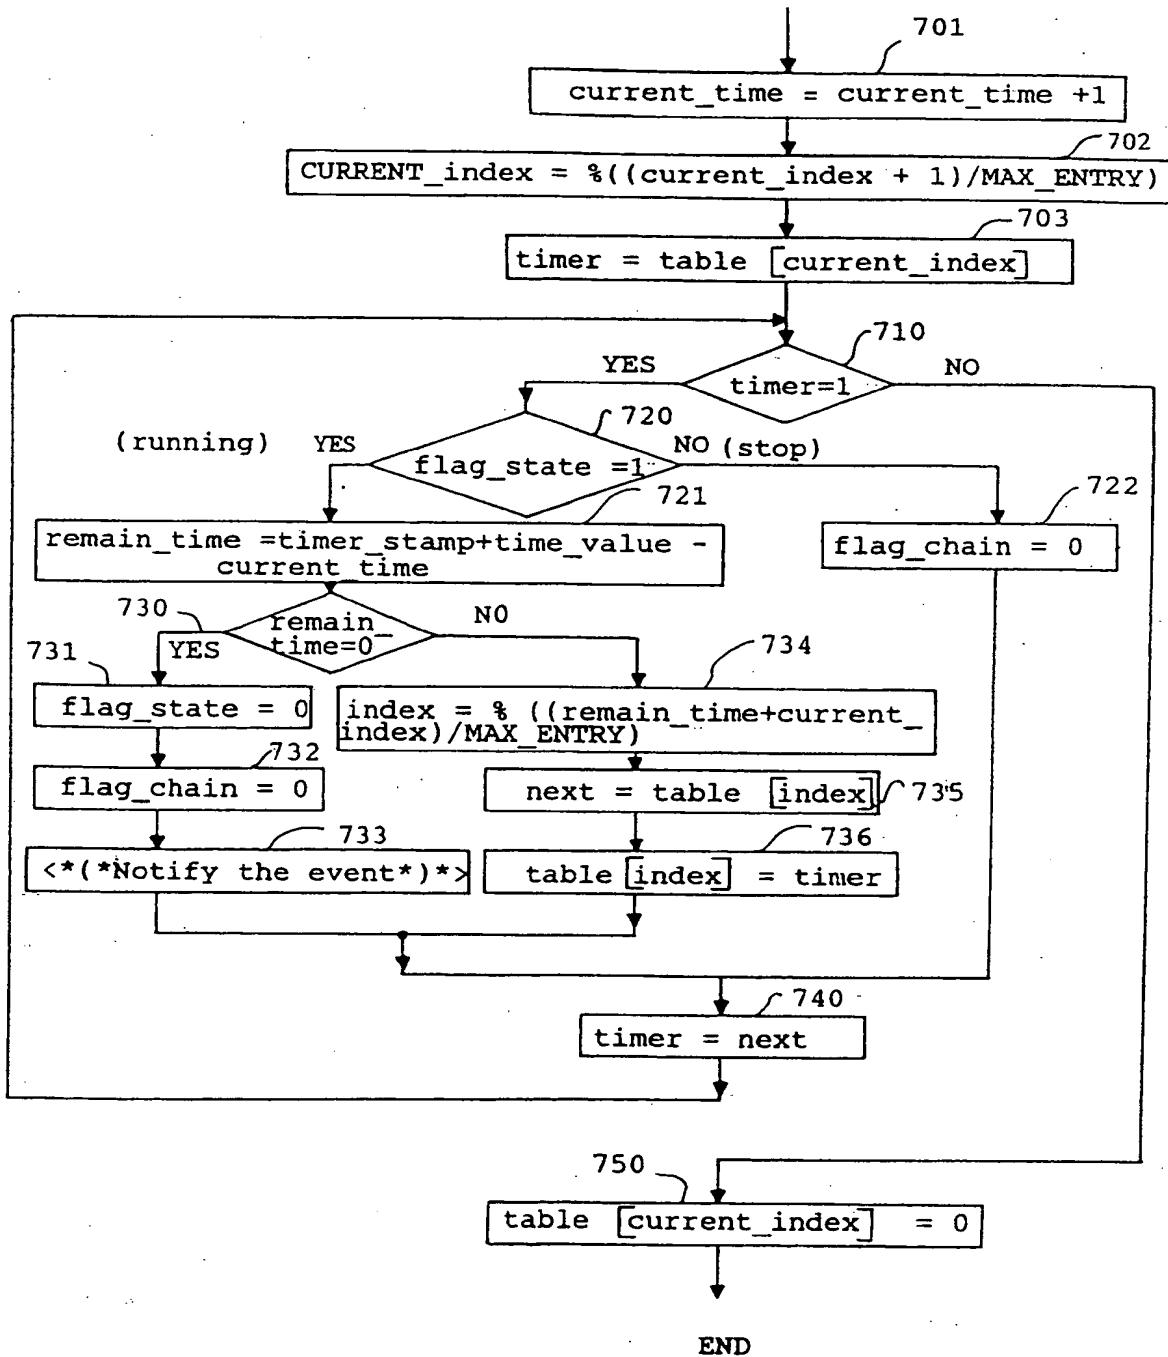 701
current_time = current_time +1
702
CURRENT_index = %((current_index + 1)/MAX_ENTRY)
703
timer = table [current_index]
710
YES
NO
timer=1
720
(running) YES
NO (stop)
flag_state =1
721
722
remain_time =timer_stamp+time_value -
current_time
flag_chain = 0
730
remain_
time=0
YES
NO
731
734
flag_state = 0
index = % ((remain_time+current_
index)/MAX_ENTRY)
732
flag_chain = 0
next = table [index]
735
733
736
<*(*Notify the event*)*>
table [index] = timer
740
timer = next
750
table [current_index] = 0
END